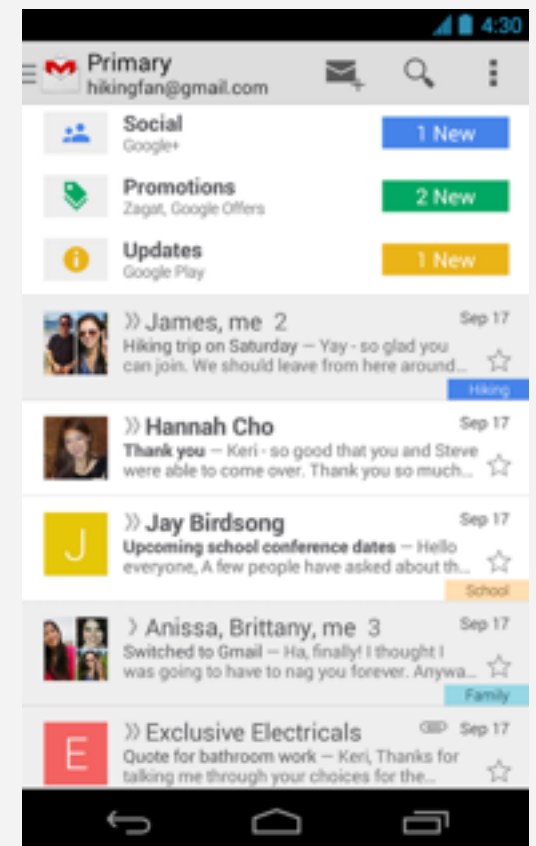 4:30
Primary
hikingfan@gmail.com
Social
1 New
Google+
Promotions
2 New
Zagat, Google Offers
Updates
1 New
Google Play
James, me 2
Sep 17
Hiking trip on Saturday – Yay - so glad you
can join. We should leave from here around...
Hiking
Hannah Cho
Sep 17
Thank you – Keri - so good that you and Steve
were able to come over. Thank you so much...
J
Jay Birdsong
Sep 17
Upcoming school conference dates – Hello
everyone, A few people have asked about th...
School
Anissa, Brittany, me 3
Sep 17
Switched to Gmail – Ha, finally! I thought I
was going to have to nag you forever. Anywa...
Family
E
Exclusive Electricals
Sep 17
Quote for bathroom work – Keri, Thanks for
talking me through your choices for the...